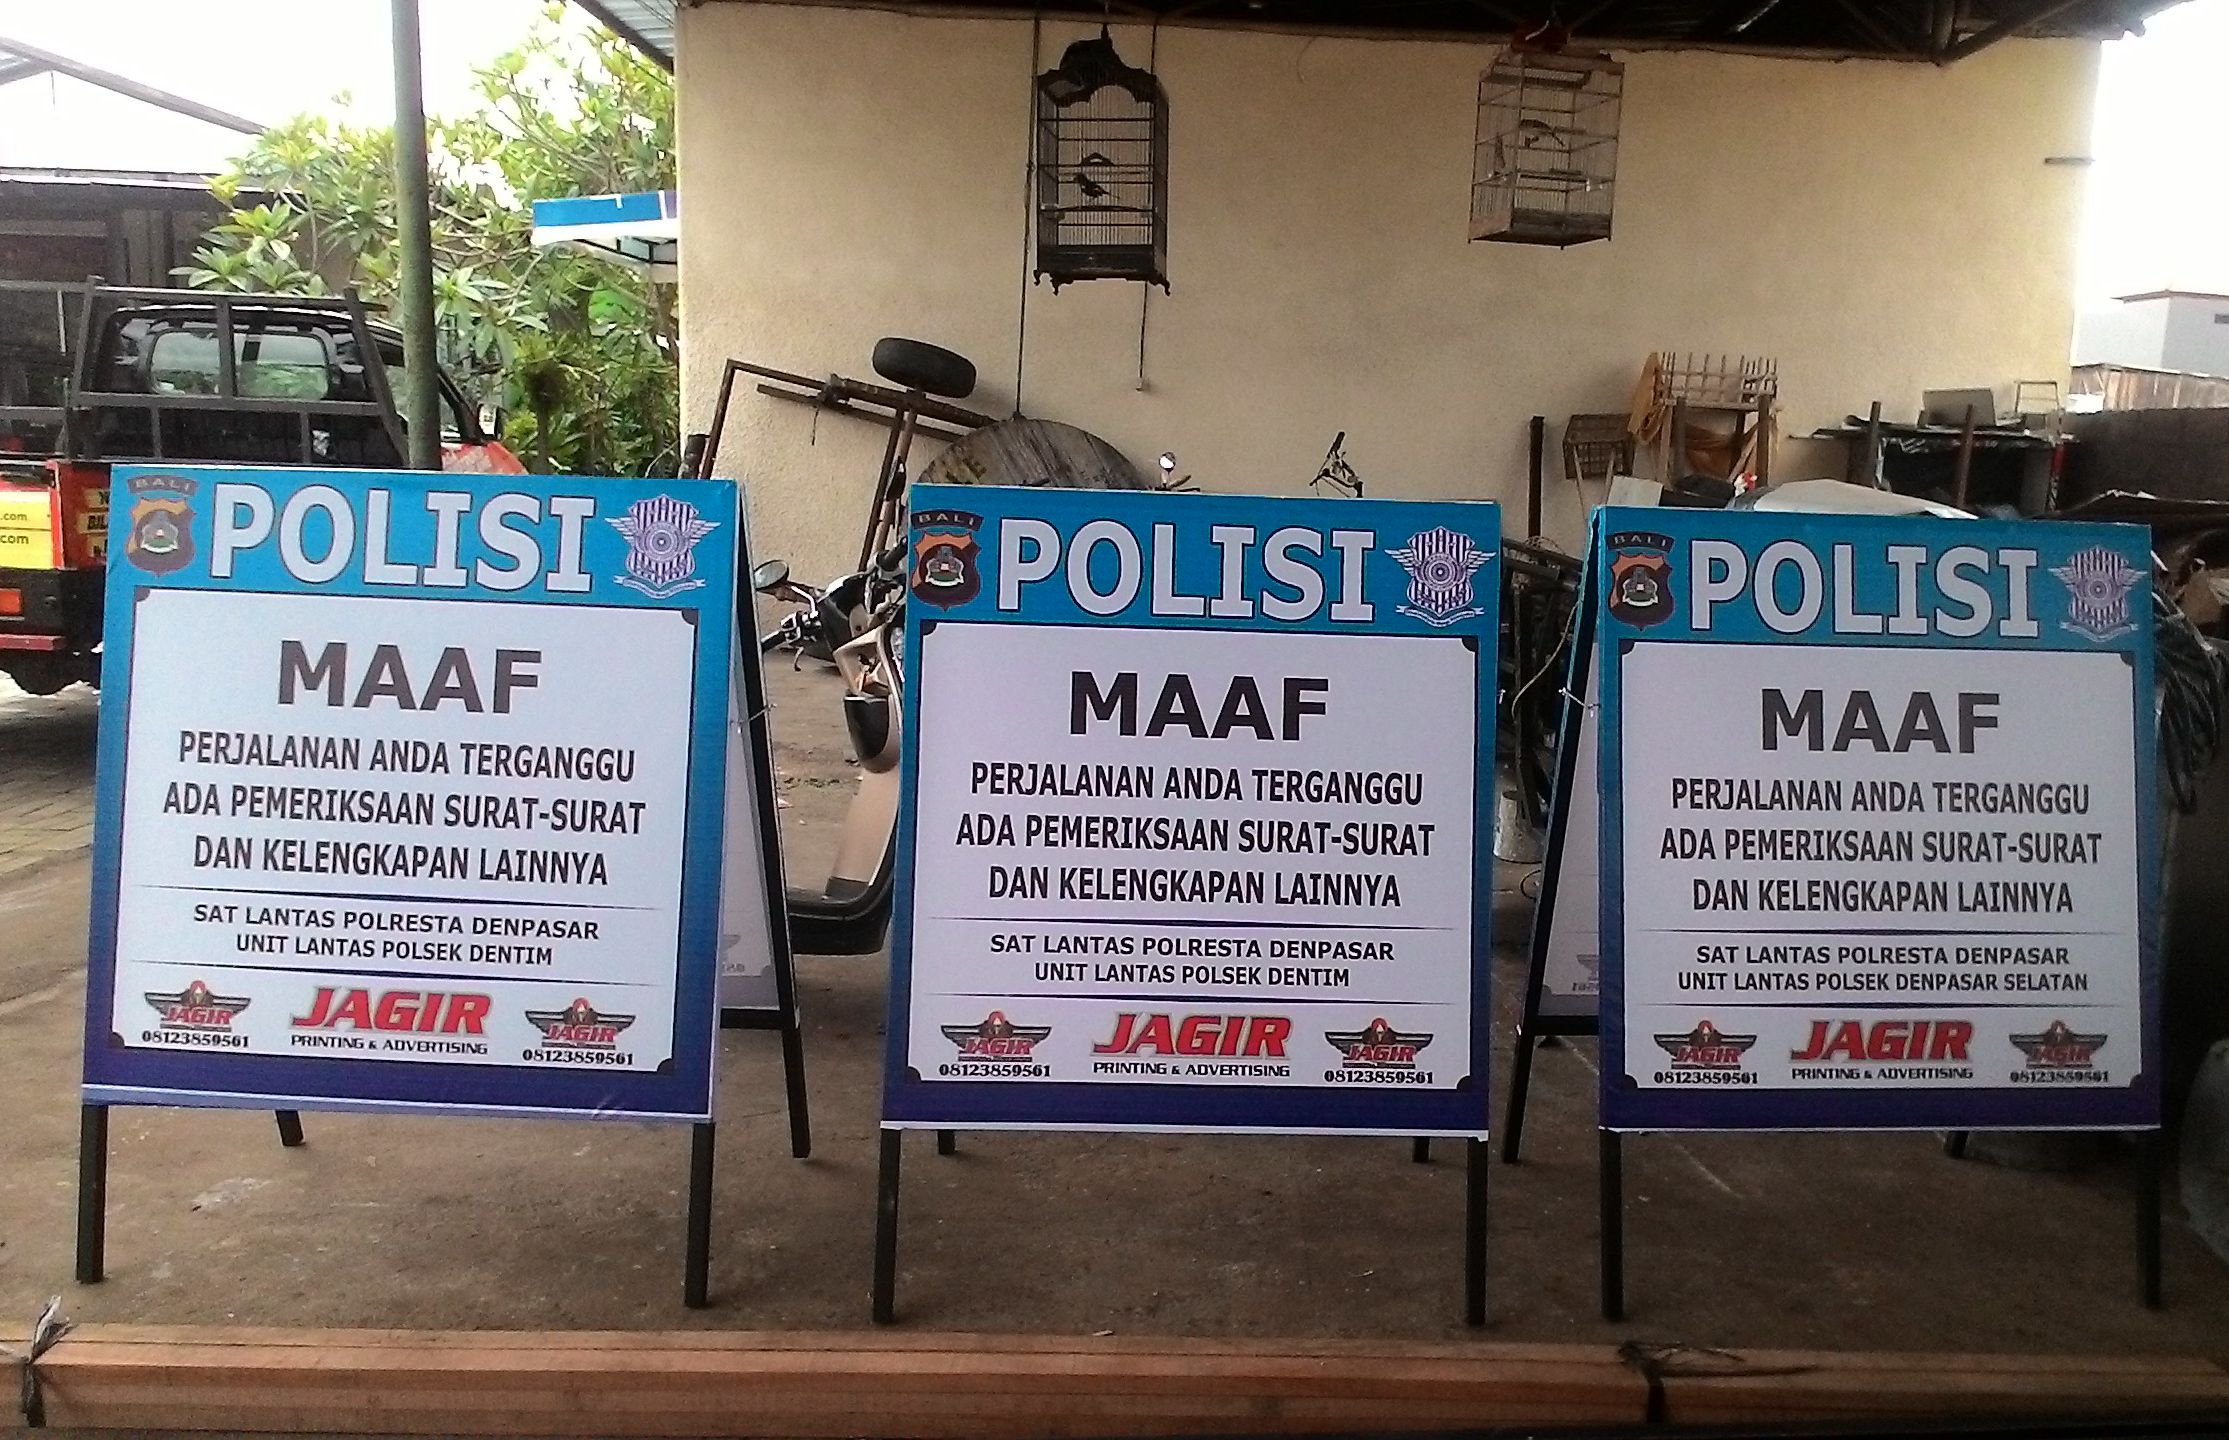 BALI
POLISI
MAAF
PERJALANAN ANDA TERGANGGU
ADA PEMERIKSAAN SURAT-SURAT
DAN KELENGKAPAN LAINNYA
SAT LANTAS POLRESTA DENPASAR
UNIT LANTAS POLSEK DENTIM
JAGIR
08123859561
JAGIR
PRINTING & ADVERTISING
JAGIR
08123859561
BALI
POLISI
MAAF
PERJALANAN ANDA TERGANGGU
ADA PEMERIKSAAN SURAT-SURAT
DAN KELENGKAPAN LAINNYA
SAT LANTAS POLRESTA DENPASAR
UNIT LANTAS POLSEK DENTIM
JAGIR
08123859561
JAGIR
PRINTING & ADVERTISING
JAGIR
08123859561
BALI
POLISI
MAAF
PERJALANAN ANDA TERGANGGU
ADA PEMERIKSAAN SURAT-SURAT
DAN KELENGKAPAN LAINNYA
SAT LANTAS POLRESTA DENPASAR
UNIT LANTAS POLSEK DENPASAR SELATAN
JAGIR
08123859561
JAGIR
PRINTING & ADVERTISING
JAGIR
08123859561
.com
.com